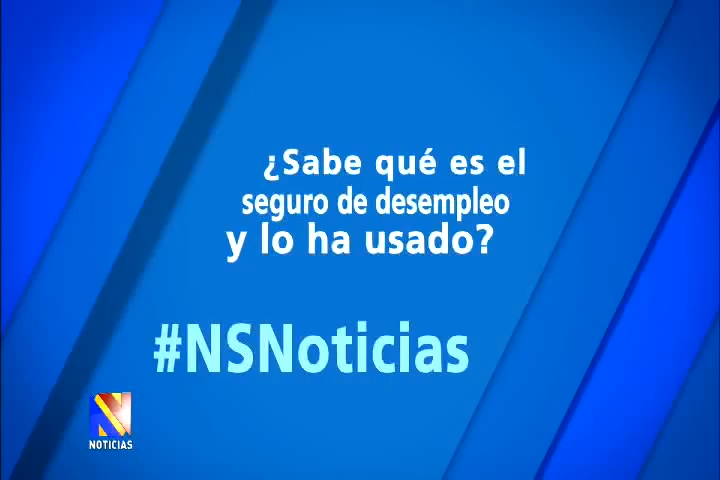 ¿Sabe qué es el
seguro de desempleo
y lo ha usado?
#NSNoticias
N
NOTICIAS